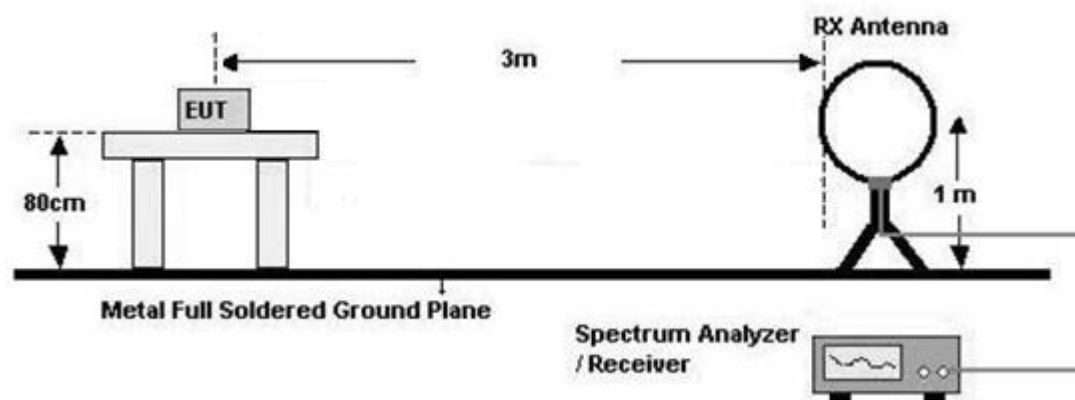 RX Antenna
3m
EUT
80cm
1 m
Metal Full Soldered Ground Plane
Spectrum Analyzer
/ Receiver